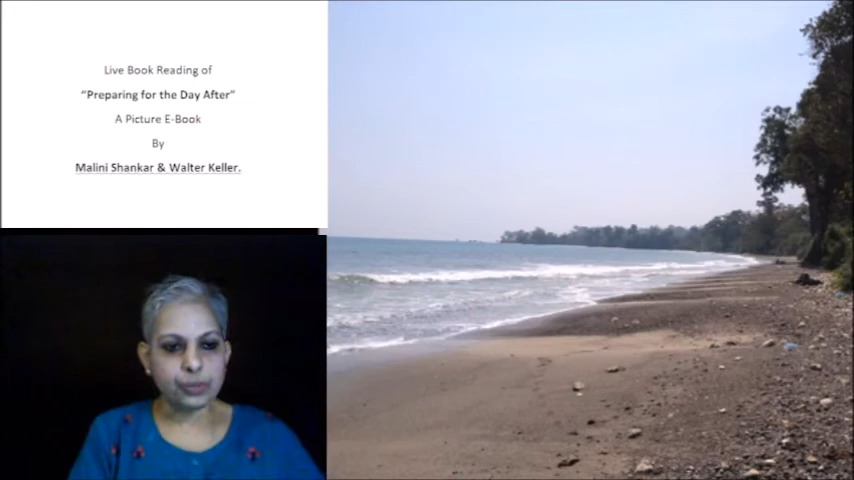 Live Book Reading of
“Preparing for the Day After”
A Picture E-Book
By
Malini Shankar & Walter Keller.